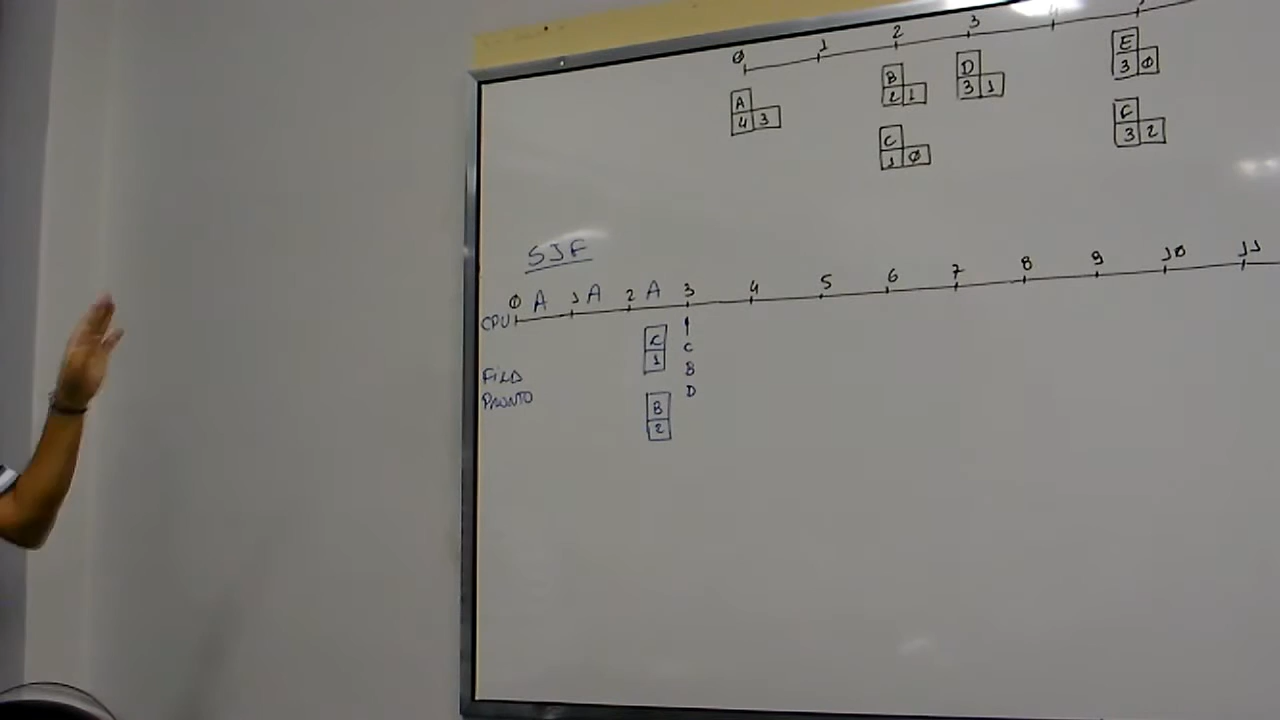 0 1 2 3 4
A
4 3
B
2 1
C
1 0
D
3 1
E
3 0
F
3 2
SJF
0 A 1 A 2 A 3 4 5 6 7 8 9 10 11
CPU
C
1
B
2
C
B
D
FILA
PRONTO